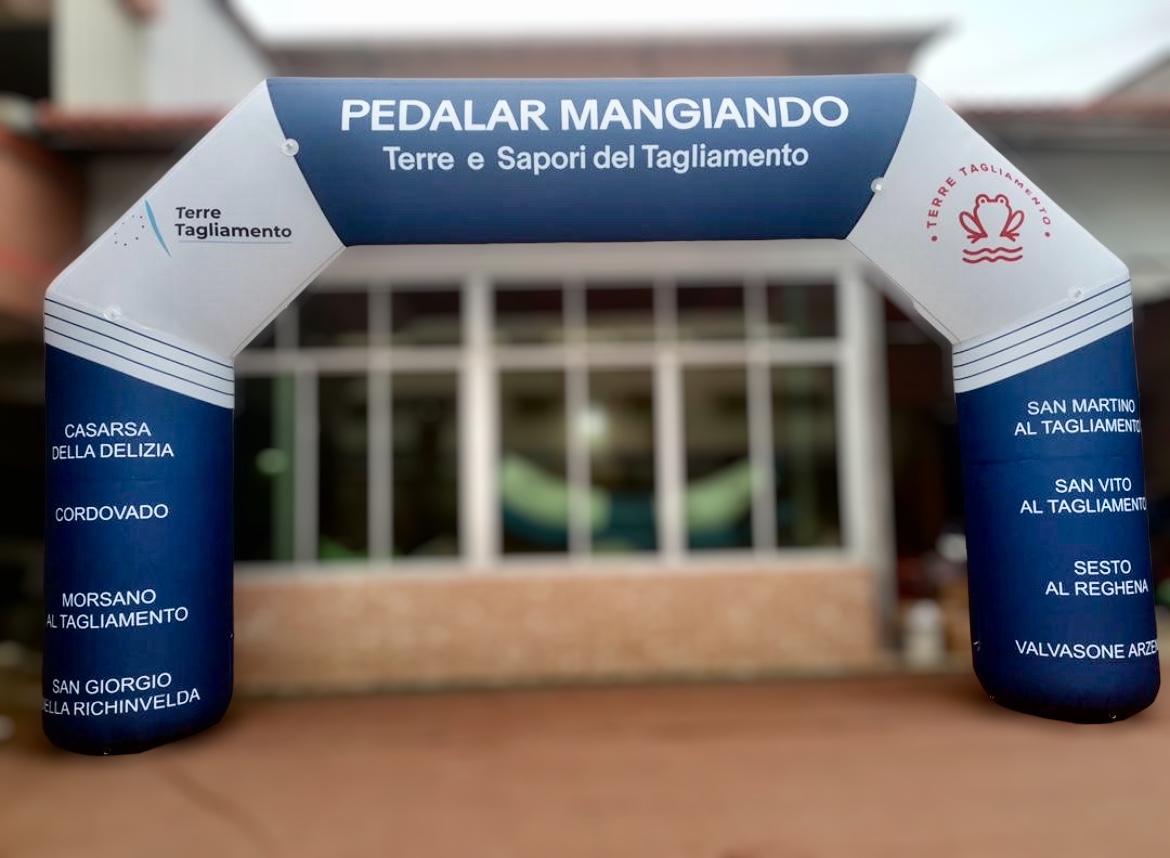 PEDALAR MANGIANDO
Terre e Sapori del Tagliamento
Terre
Tagliamento
TERRE TAGLIAMENTO
CASARSA
DELLA DELIZIA
CORDOVADO
MORSANO
AL TAGLIAMENTO
SAN GIORGIO
ELLA RICHINVELDA
SAN MARTINO
AL TAGLIAMENTO
SAN VITO
AL TAGLIAMENTO
SESTO
AL REGHENA
VALVASONE